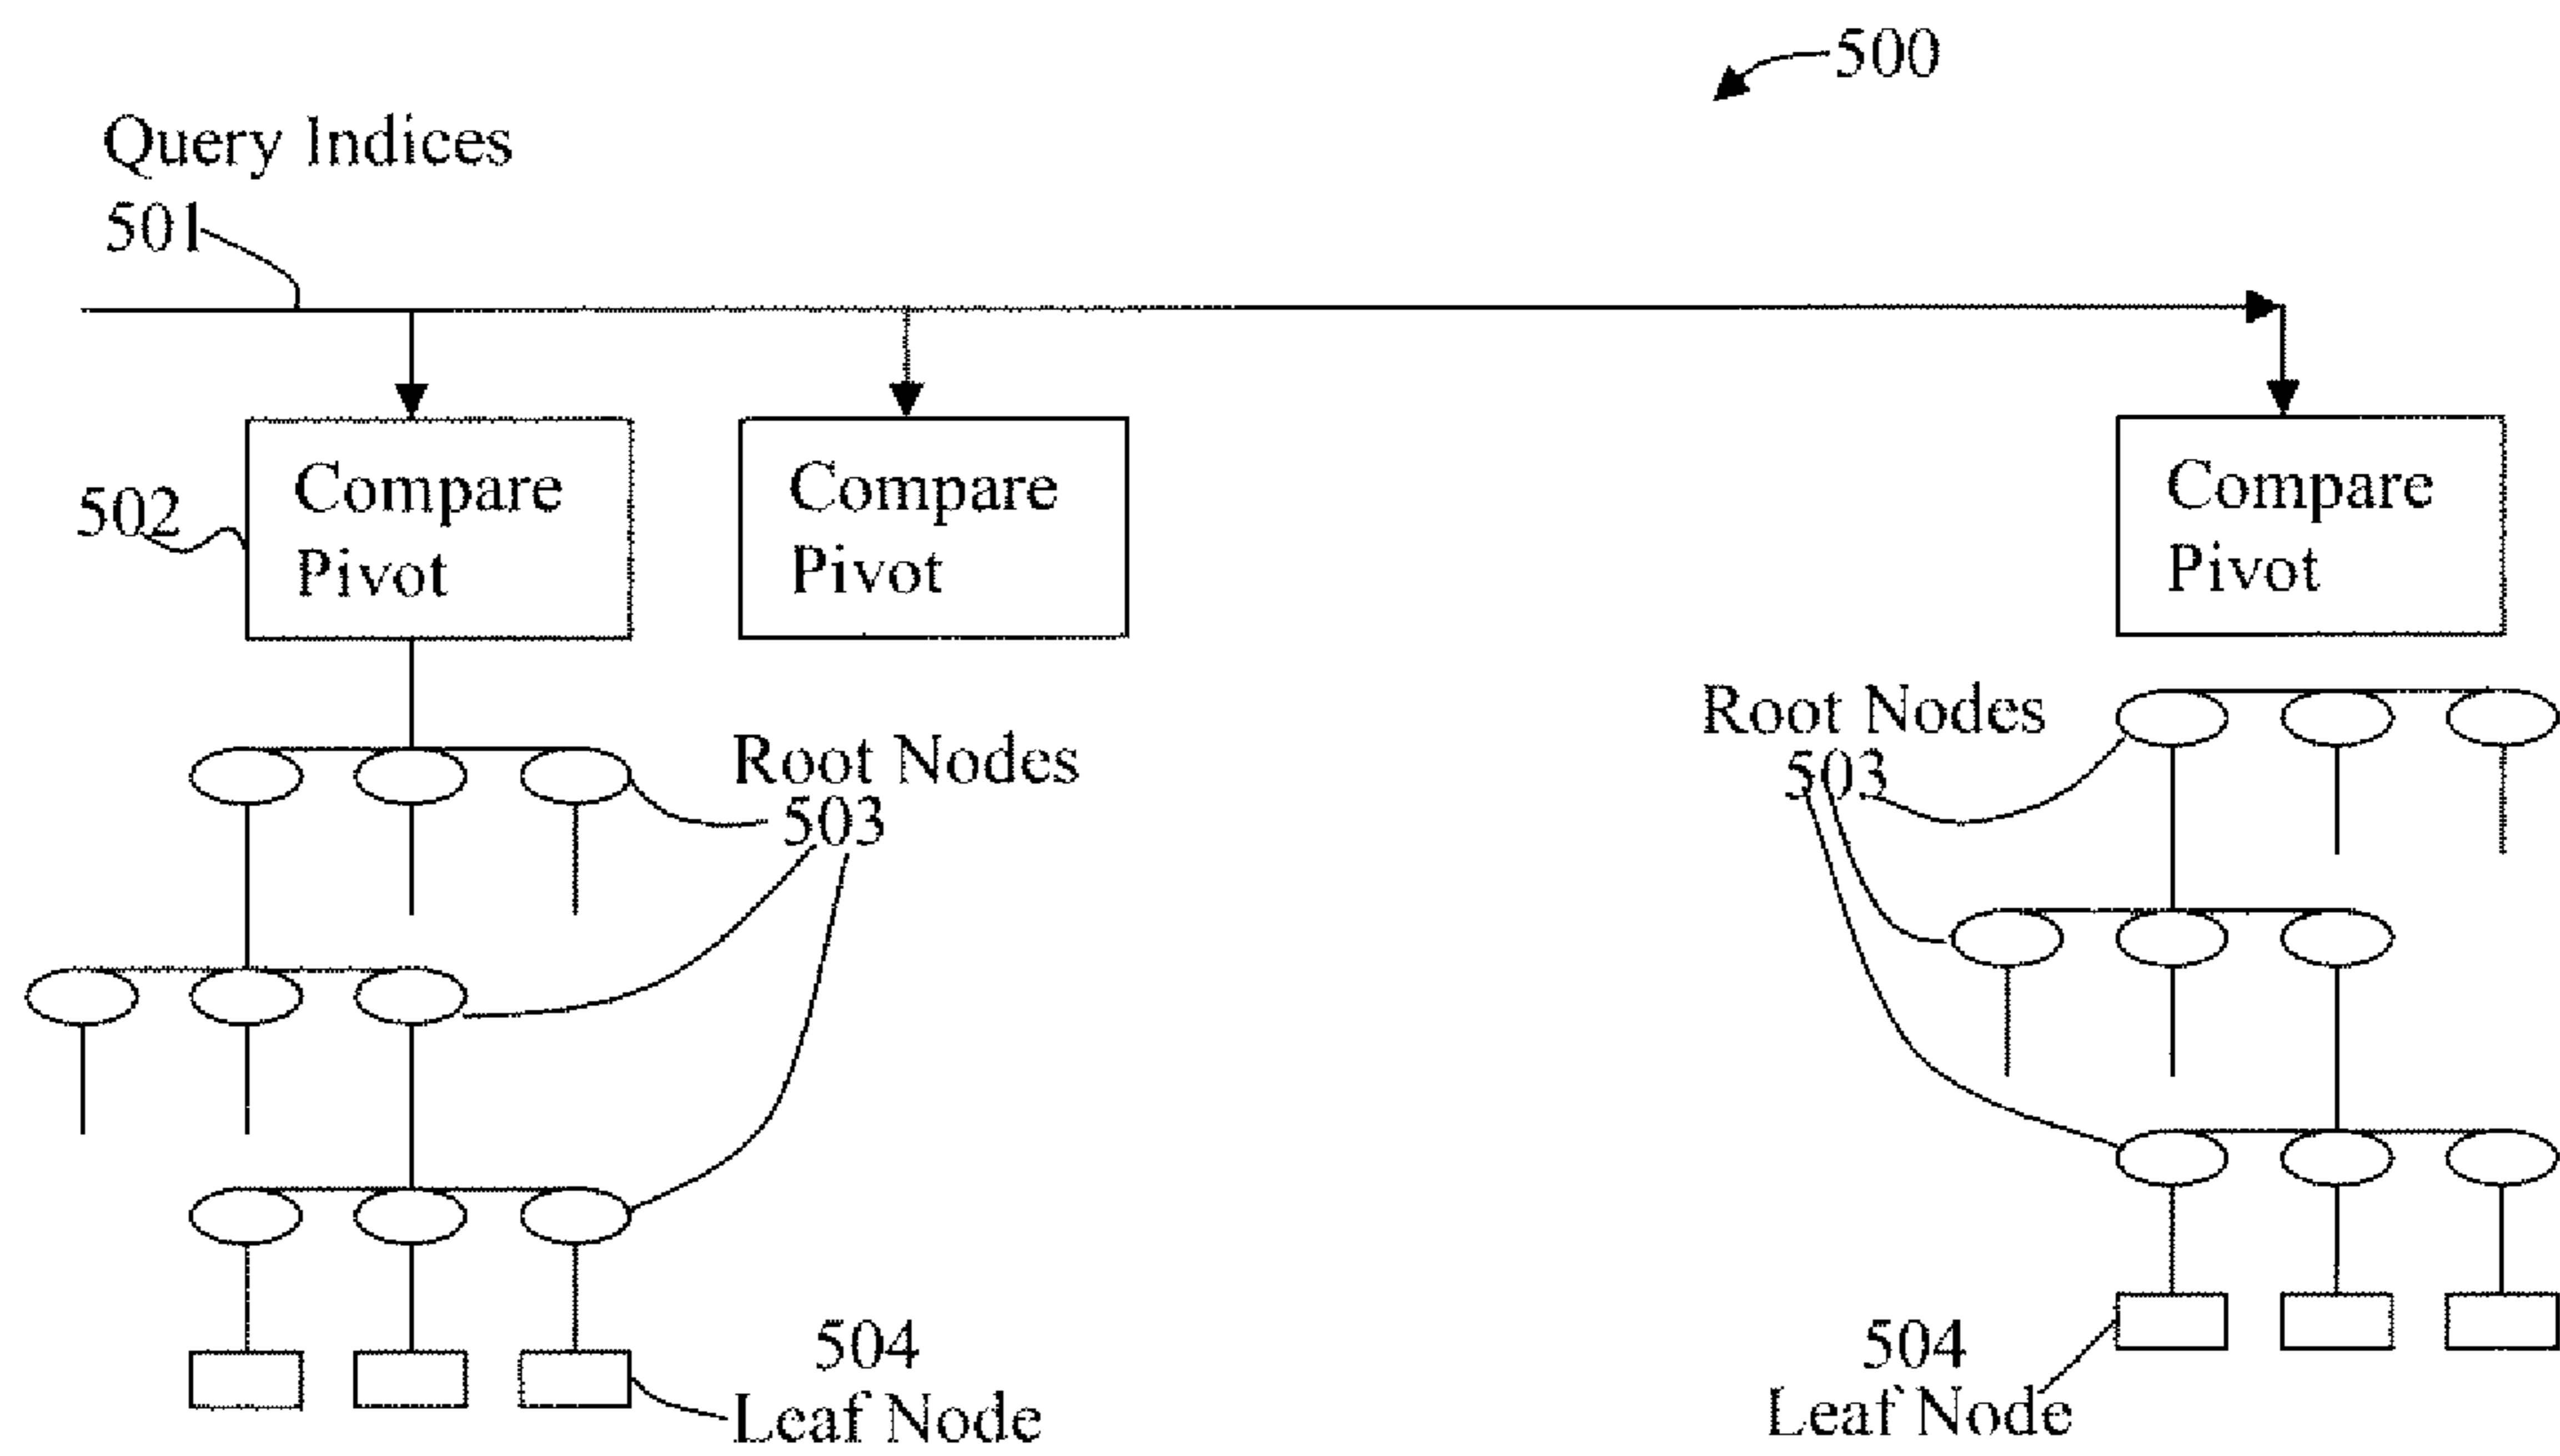 500
Query Indices
501
502
Compare
Pivot
Compare
Pivot
Compare
Pivot
Root Nodes
503
Root Nodes
503
504
Leaf Node
504
Leaf Node